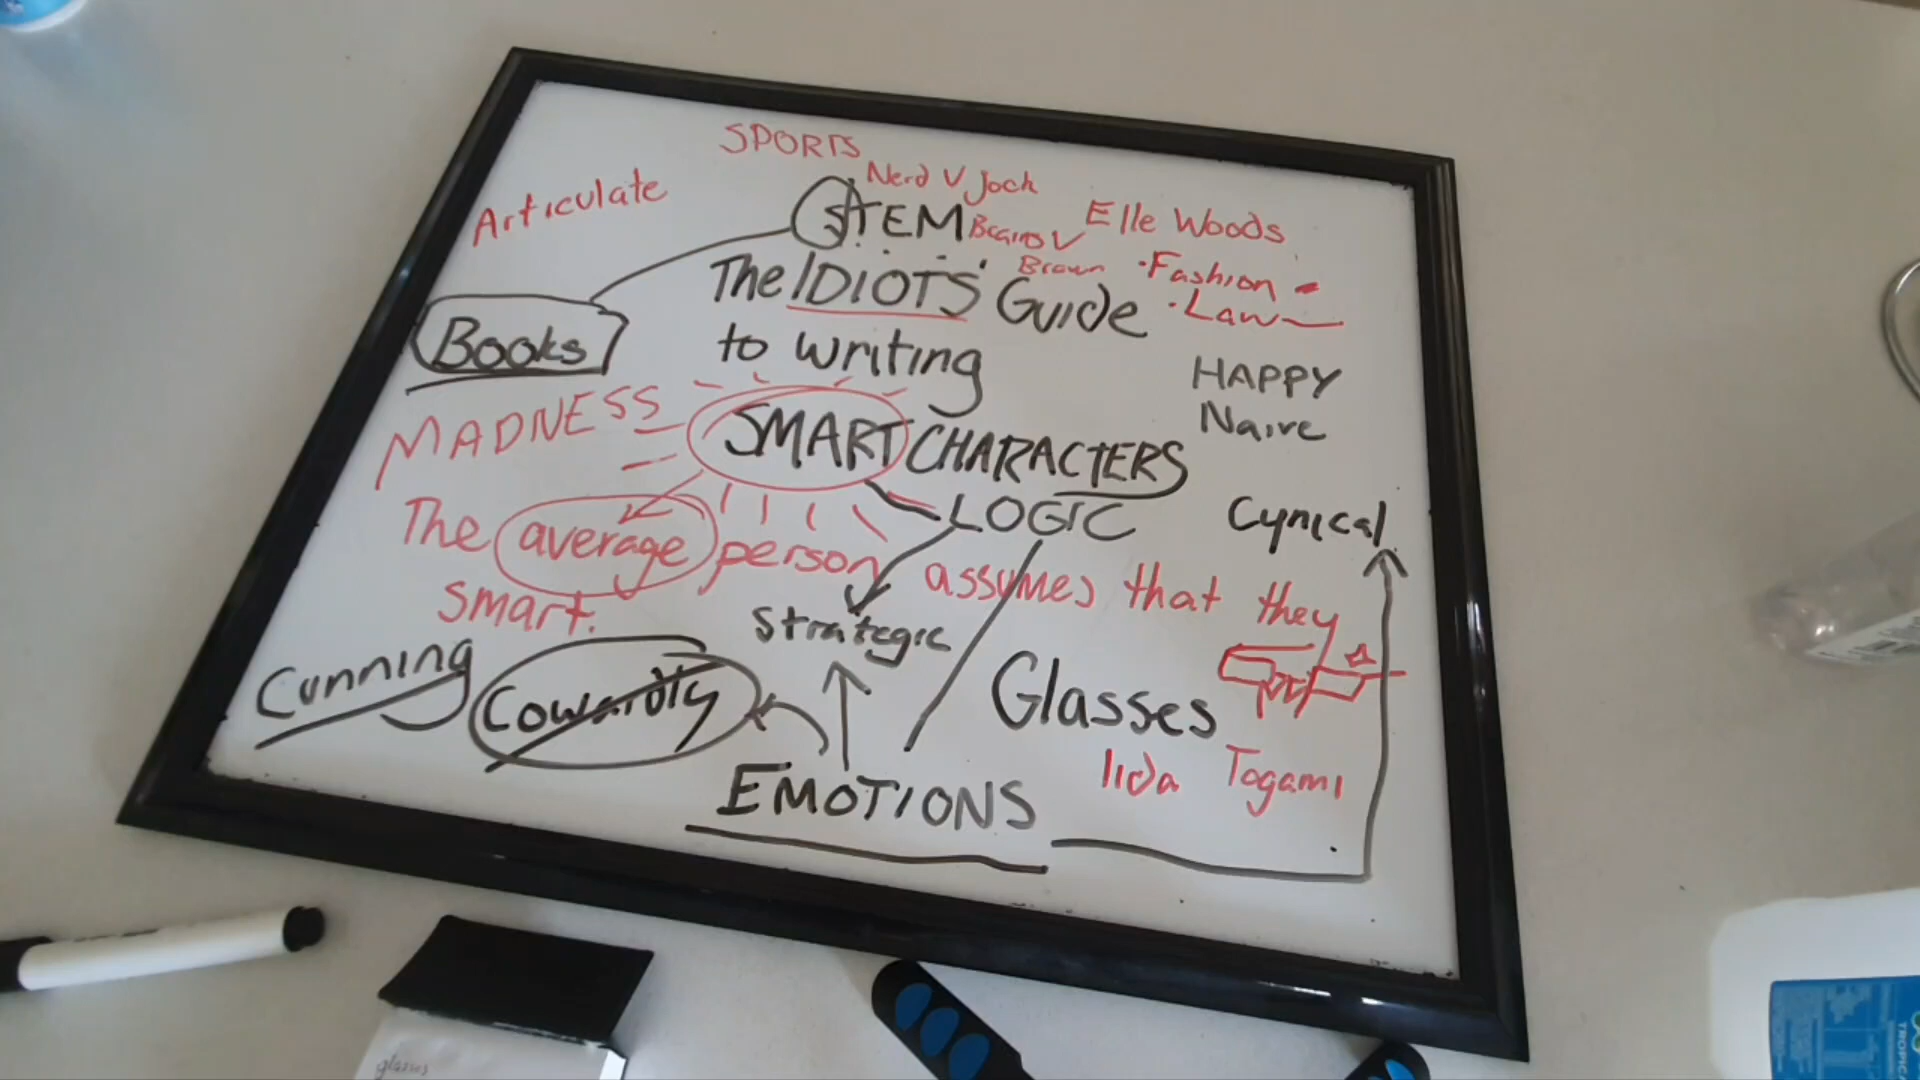 SPORTS
Nerd V Jock
Articulate
STEM
Brains V
Brawn
Elle Woods
The IDIOTS Guide
· Fashion
· Law
Books
to writing
HAPPY
Naive
MADNESS
SMART CHARACTERS
LOGIC
Cynical
The average person assumes that they
smart.
Strategic
Cunning
Cowardly
Glasses
Iida Togami
EMOTIONS
glasses